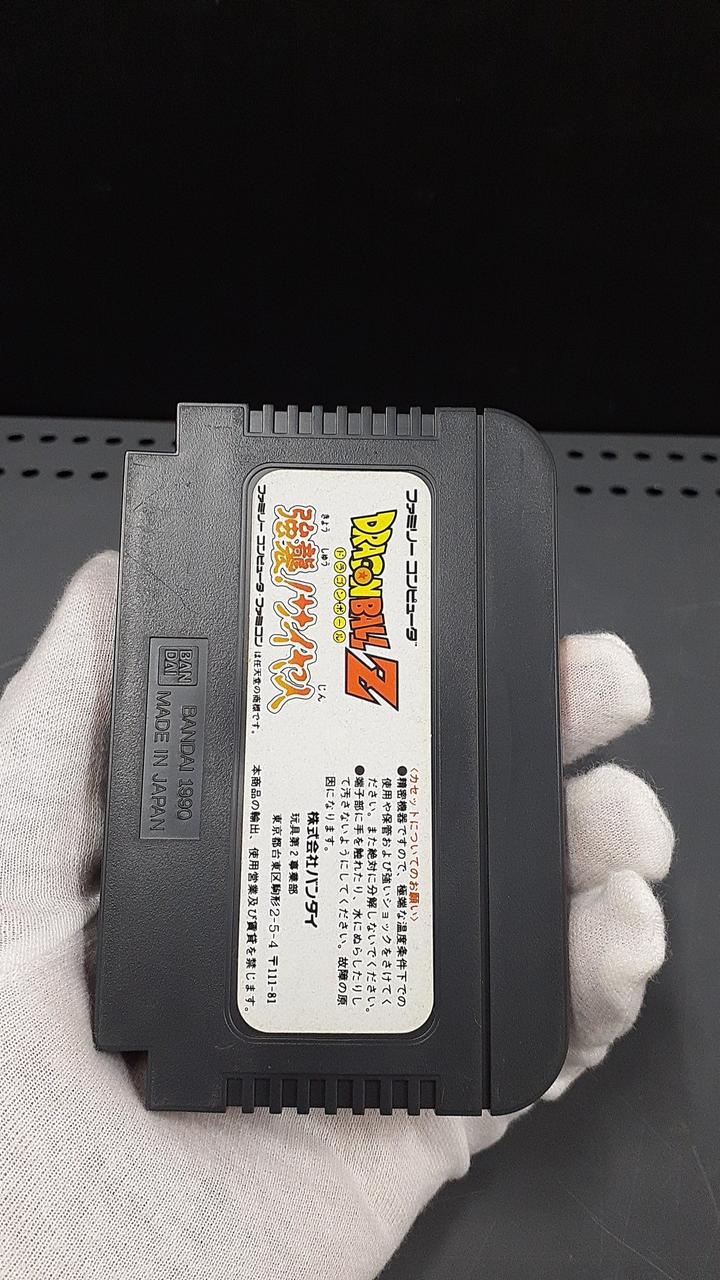 ファミリー コンピュータ™
DRAGON BALL Z
ドラゴンボール
きょう しゅう じん
強襲!サイヤ人
ファミリー コンピュータ・ファミコン は任天堂の商標です。
〈カセットについてのお願い〉
●精密機器ですので、極端な温度条件下での
使用や保管および強いショックをさけてく
ださい。また絶対に分解しないでください。
●端子部に手を触れたり、水にぬらしたりし
て汚さないようにしてください。故障の原
因になります。
株式会社バンダイ
玩具第2事業部
東京都台東区駒形2-5-4 〒111-81
本商品の輸出、使用営業及び賃貸を禁じます。
BAN
DAI
BANDAI 1990
MADE IN JAPAN